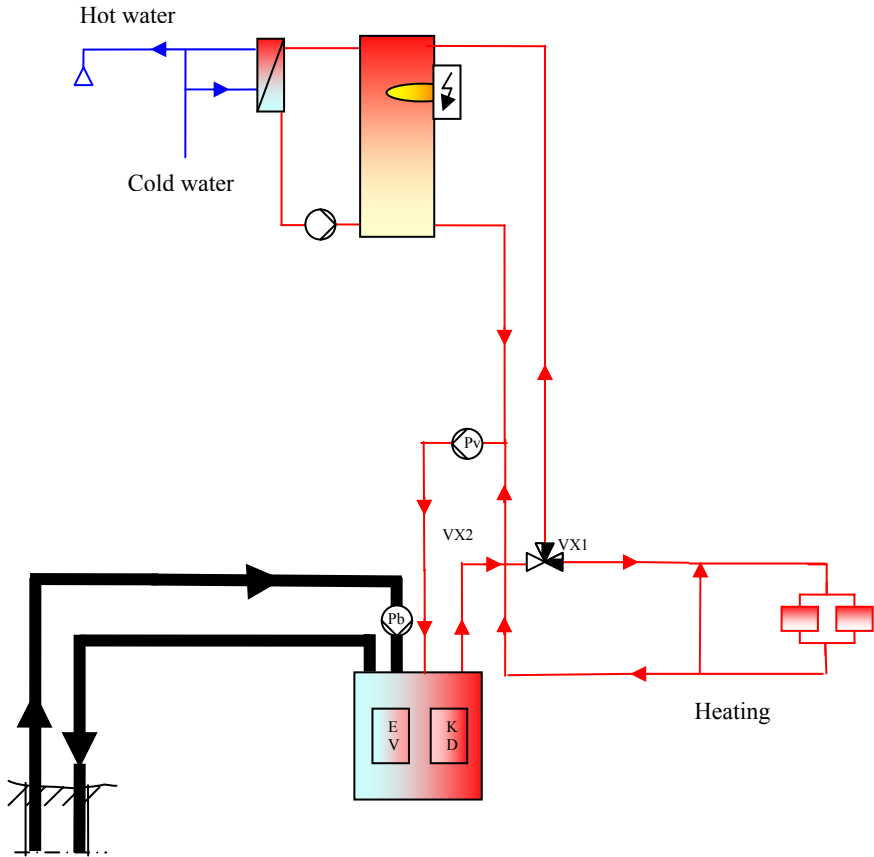 Hot water
Cold water
Pv
VX2
VX1
Pb
E
V
K
D
Heating